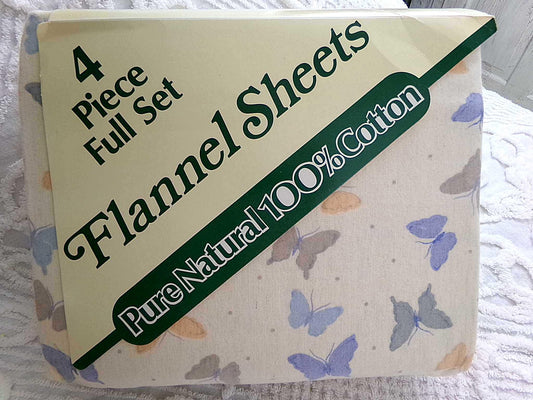 4
Piece
Full Set
Flannel Sheets
Pure Natural 100% Cotton